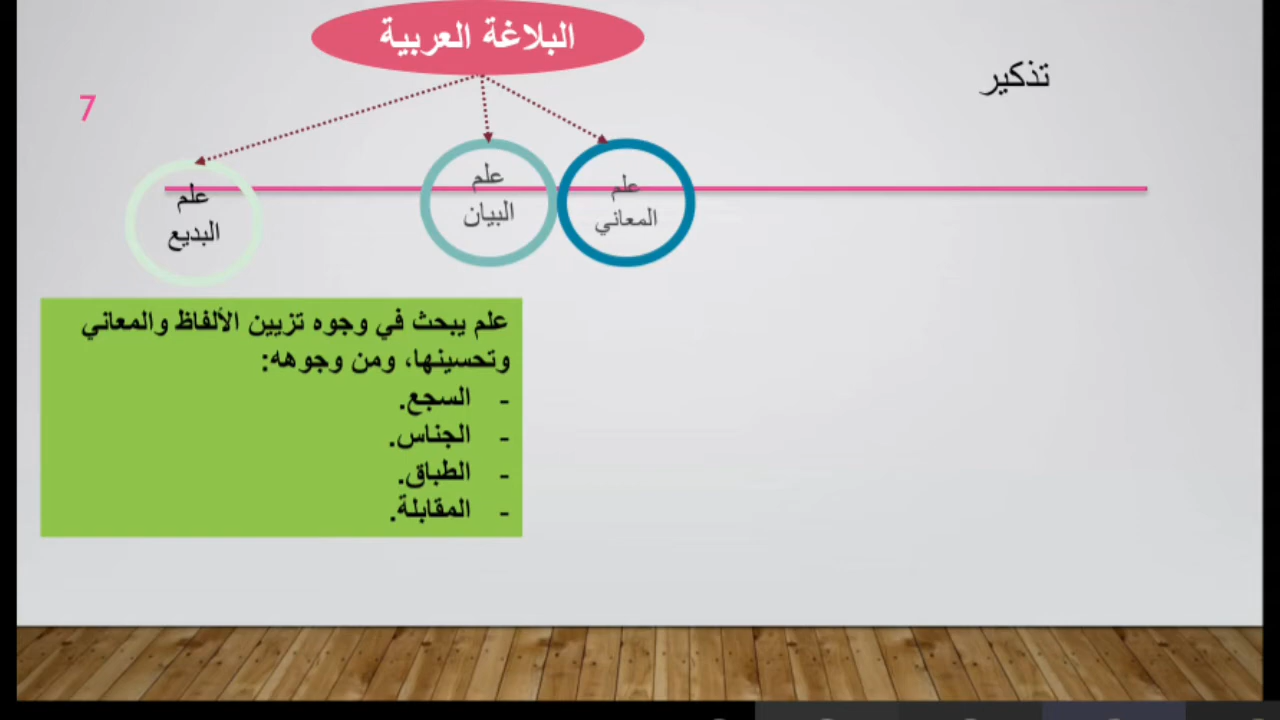 البلاغة العربية
تذكير
7
علم
المعاني
علم
البيان
علم
البديع
علم يبحث في وجوه تزيين الألفاظ والمعاني
وتحسينها، ومن وجوهه:
- السجع.
- الجناس.
- الطباق.
- المقابلة.